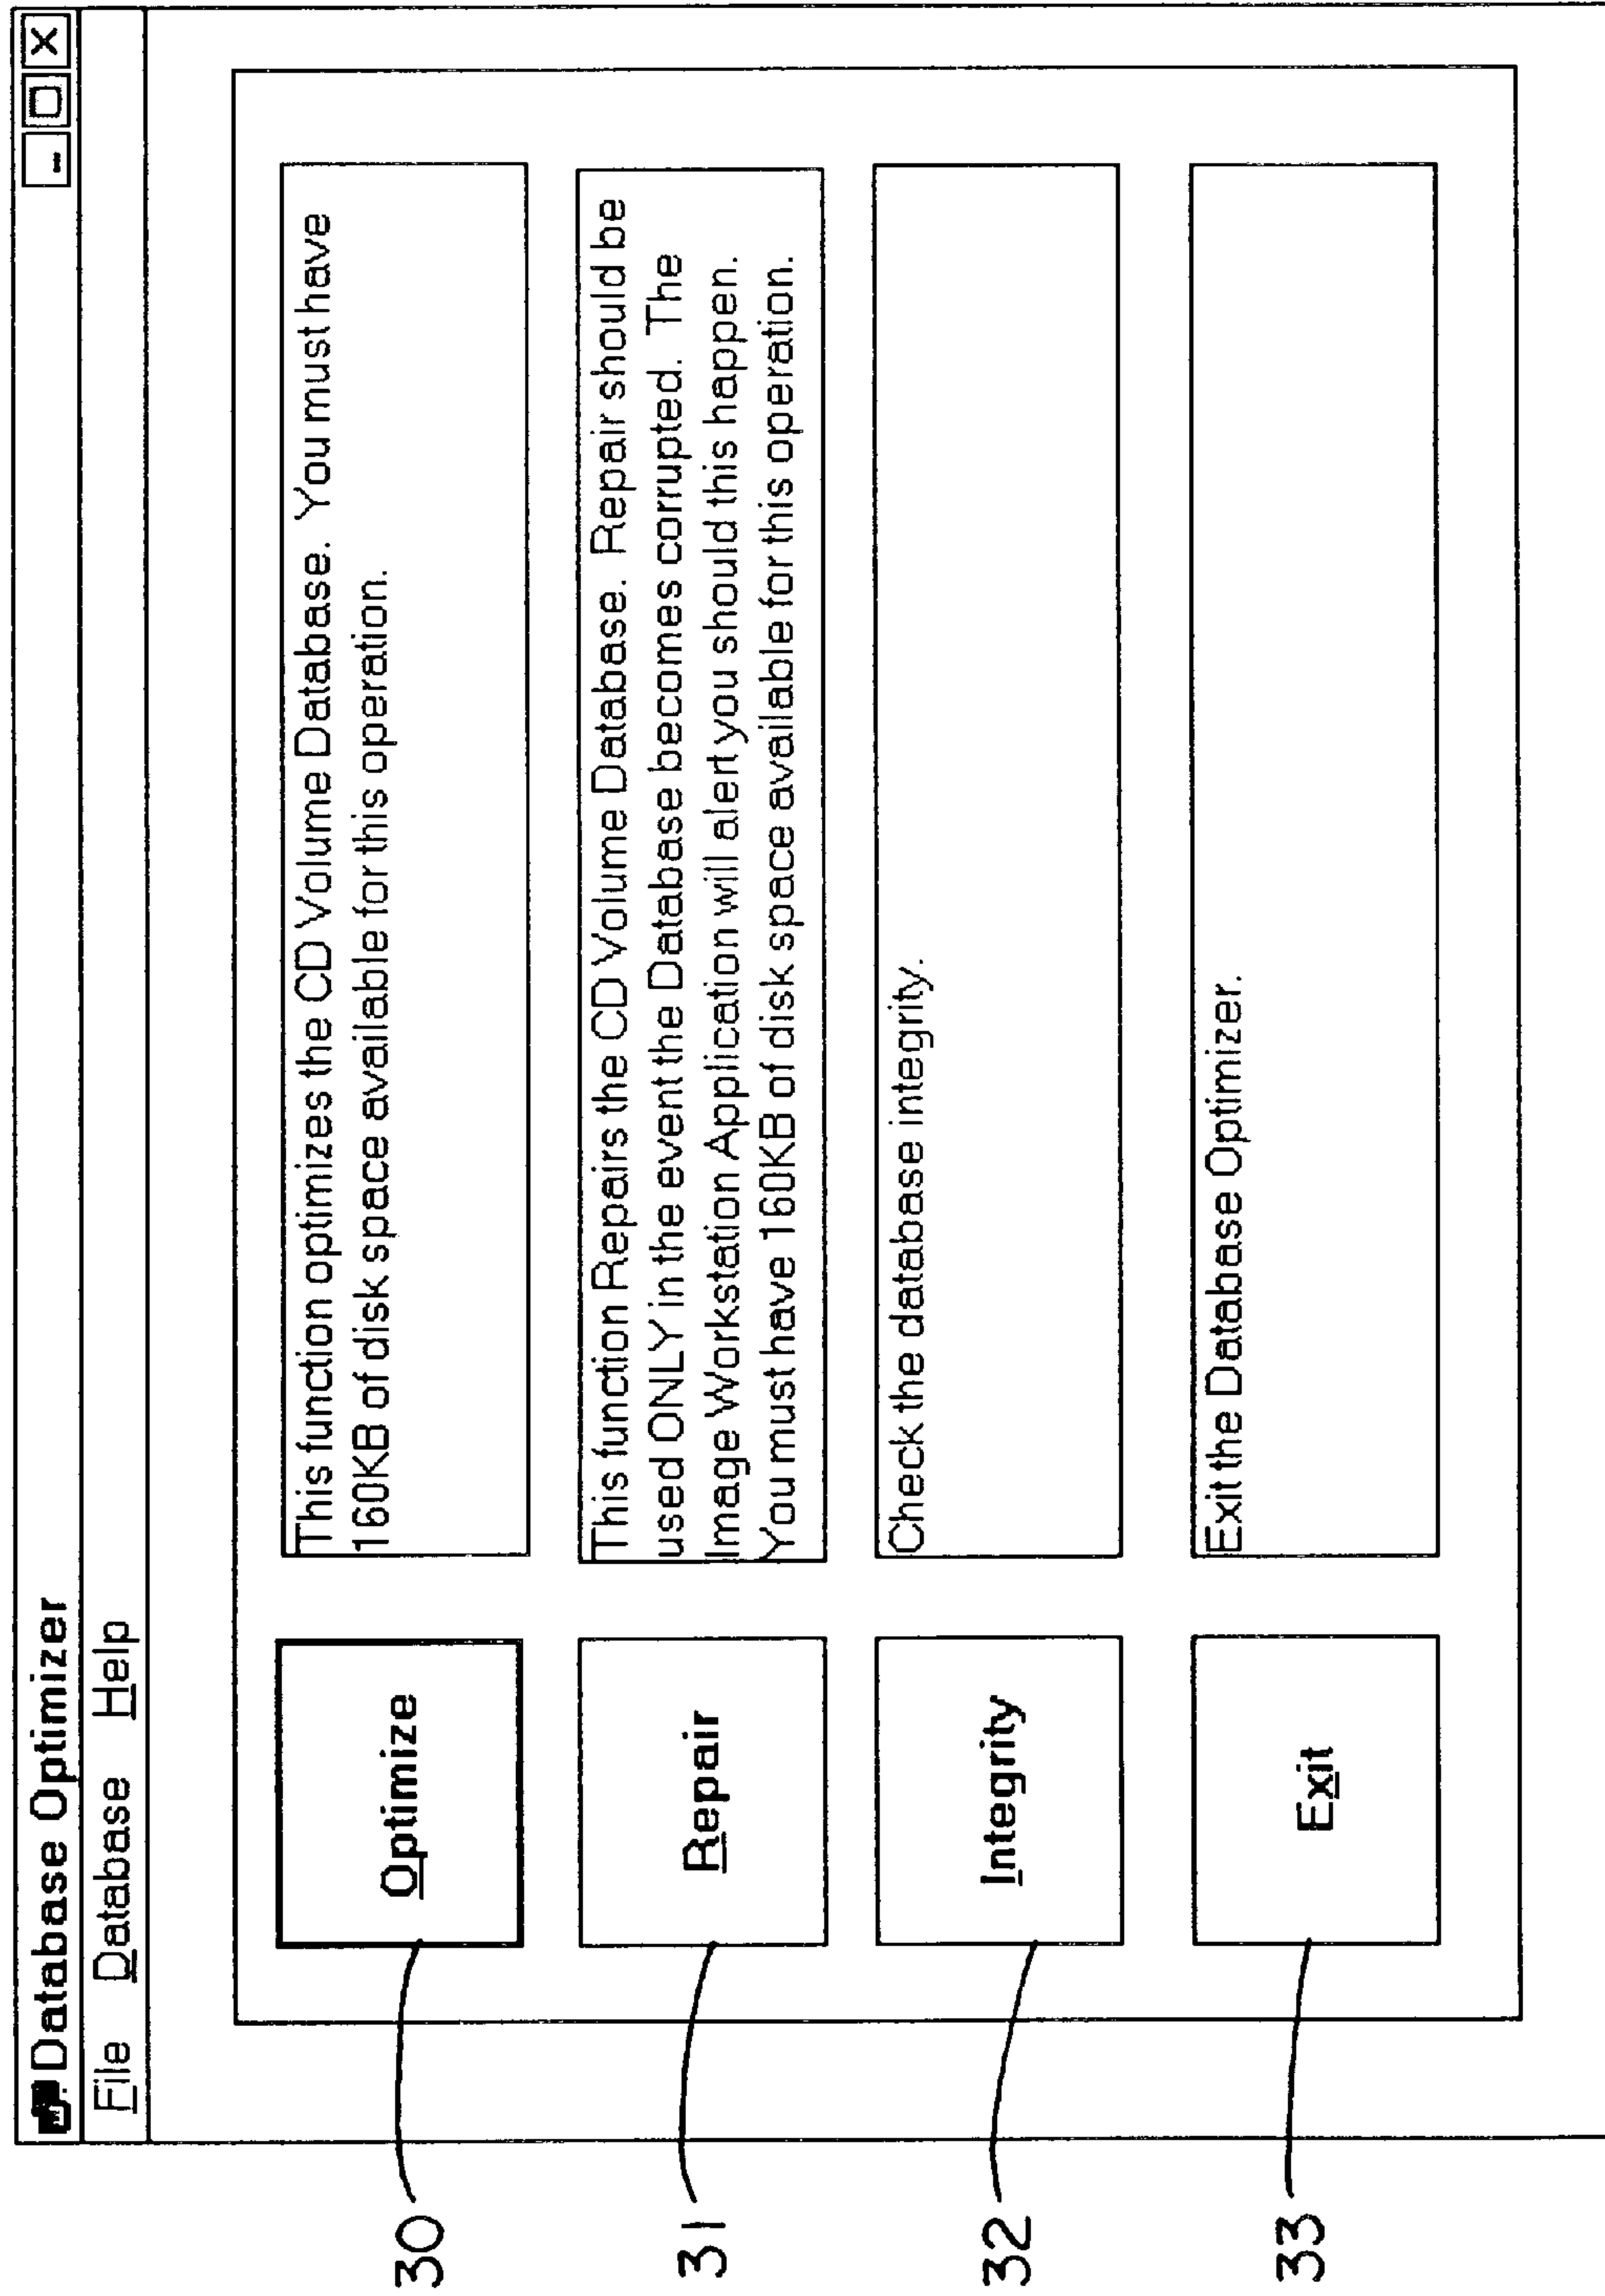 Database Optimizer
File Database Help
30
Optimize
This function optimizes the CD Volume Database. You must have
160KB of disk space available for this operation.
31
Repair
This function Repairs the CD Volume Database. Repair should be
used ONLY in the event the Database becomes corrupted. The
Image Workstation Application will alert you should this happen.
You must have 160KB of disk space available for this operation.
32
Integrity
Check the database integrity.
33
Exit
Exit the Database Optimizer.